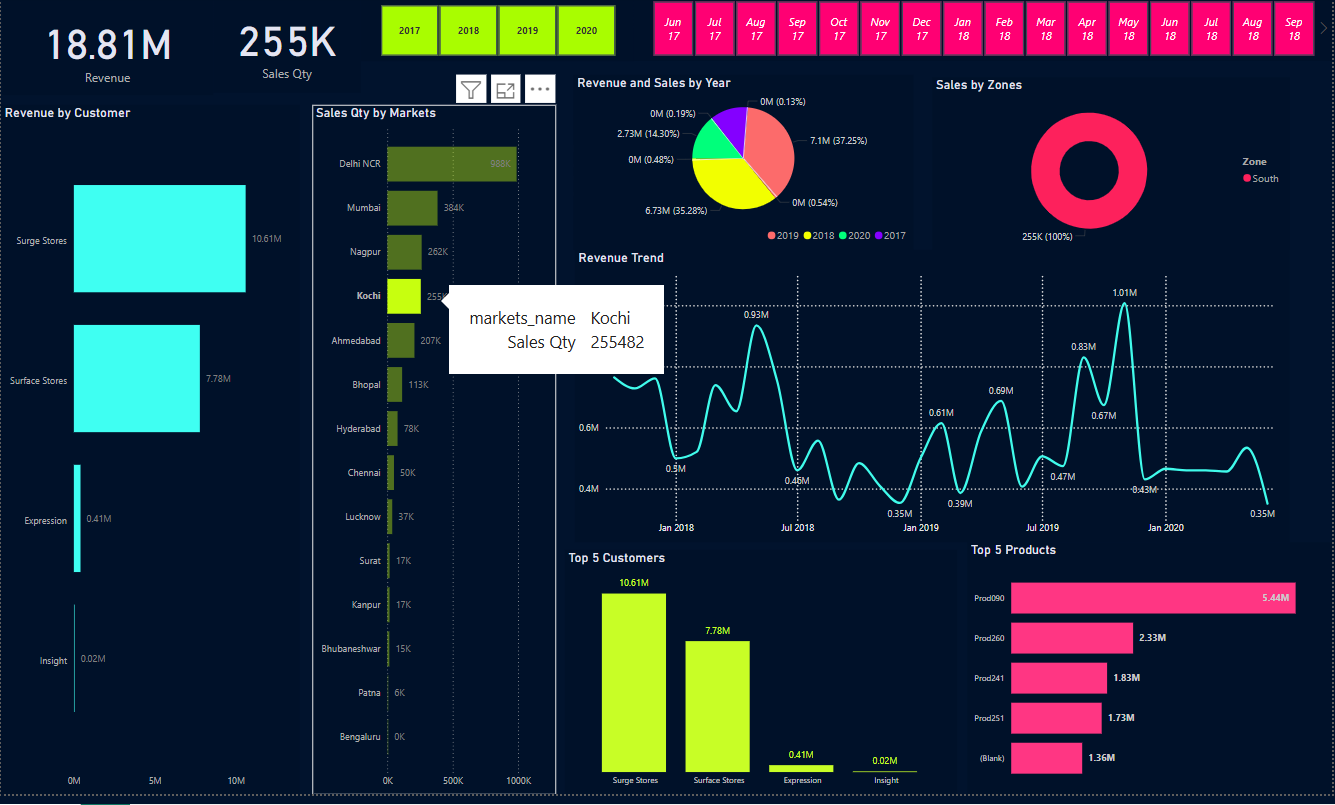 18.81M
Revenue
255K
Sales Qty
2017 2018 2019 2020
Jun 17 Jul 17 Aug 17 Sep 17 Oct 17 Nov 17 Dec 17 Jan 18 Feb 18 Mar 18 Apr 18 May 18 Jun 18 Jul 18 Aug 18 Sep 18
Revenue by Customer
Surge Stores 10.61M
Surface Stores 7.78M
Expression 0.41M
Insight 0.02M
0M 5M 10M
Sales Qty by Markets
Delhi NCR 988K
Mumbai 384K
Nagpur 262K
Kochi 255K
Ahmedabad 207K
Bhopal 113K
Hyderabad 78K
Chennai 50K
Lucknow 37K
Surat 17K
Kanpur 17K
Bhubaneshwar 15K
Patna 6K
Bengaluru 0K
0K 500K 1000K
markets_name Kochi
Sales Qty 255482
Revenue and Sales by Year
0M (0.13%)
0M (0.19%)
2.73M (14.30%)
7.1M (37.25%)
0M (0.48%)
0M (0.54%)
6.73M (35.28%)
2019 2018 2020 2017
Sales by Zones
Zone
South
255K (100%)
Revenue Trend
1.01M
0.93M
0.83M
0.69M
0.67M
0.61M
0.6M
0.5M
0.46M
0.47M
0.4M
0.43M
0.39M
0.35M
0.35M
Jan 2018 Jul 2018 Jan 2019 Jul 2019 Jan 2020
Top 5 Customers
10.61M
7.78M
0.41M
0.02M
Surge Stores Surface Stores Expression Insight
Top 5 Products
Prod090 5.44M
Prod260 2.33M
Prod241 1.83M
Prod251 1.73M
(Blank) 1.36M